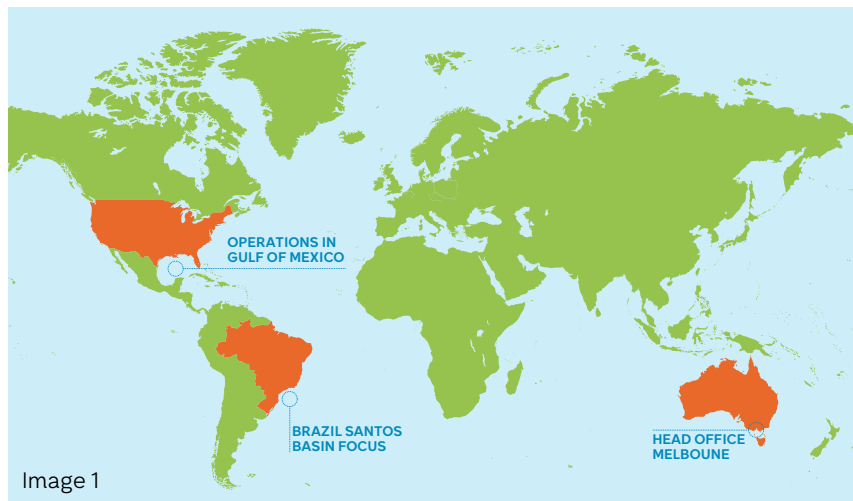 OPERATIONS IN
GULF OF MEXICO
BRAZIL SANTOS
BASIN FOCUS
HEAD OFFICE
MELBOUNE
Image 1